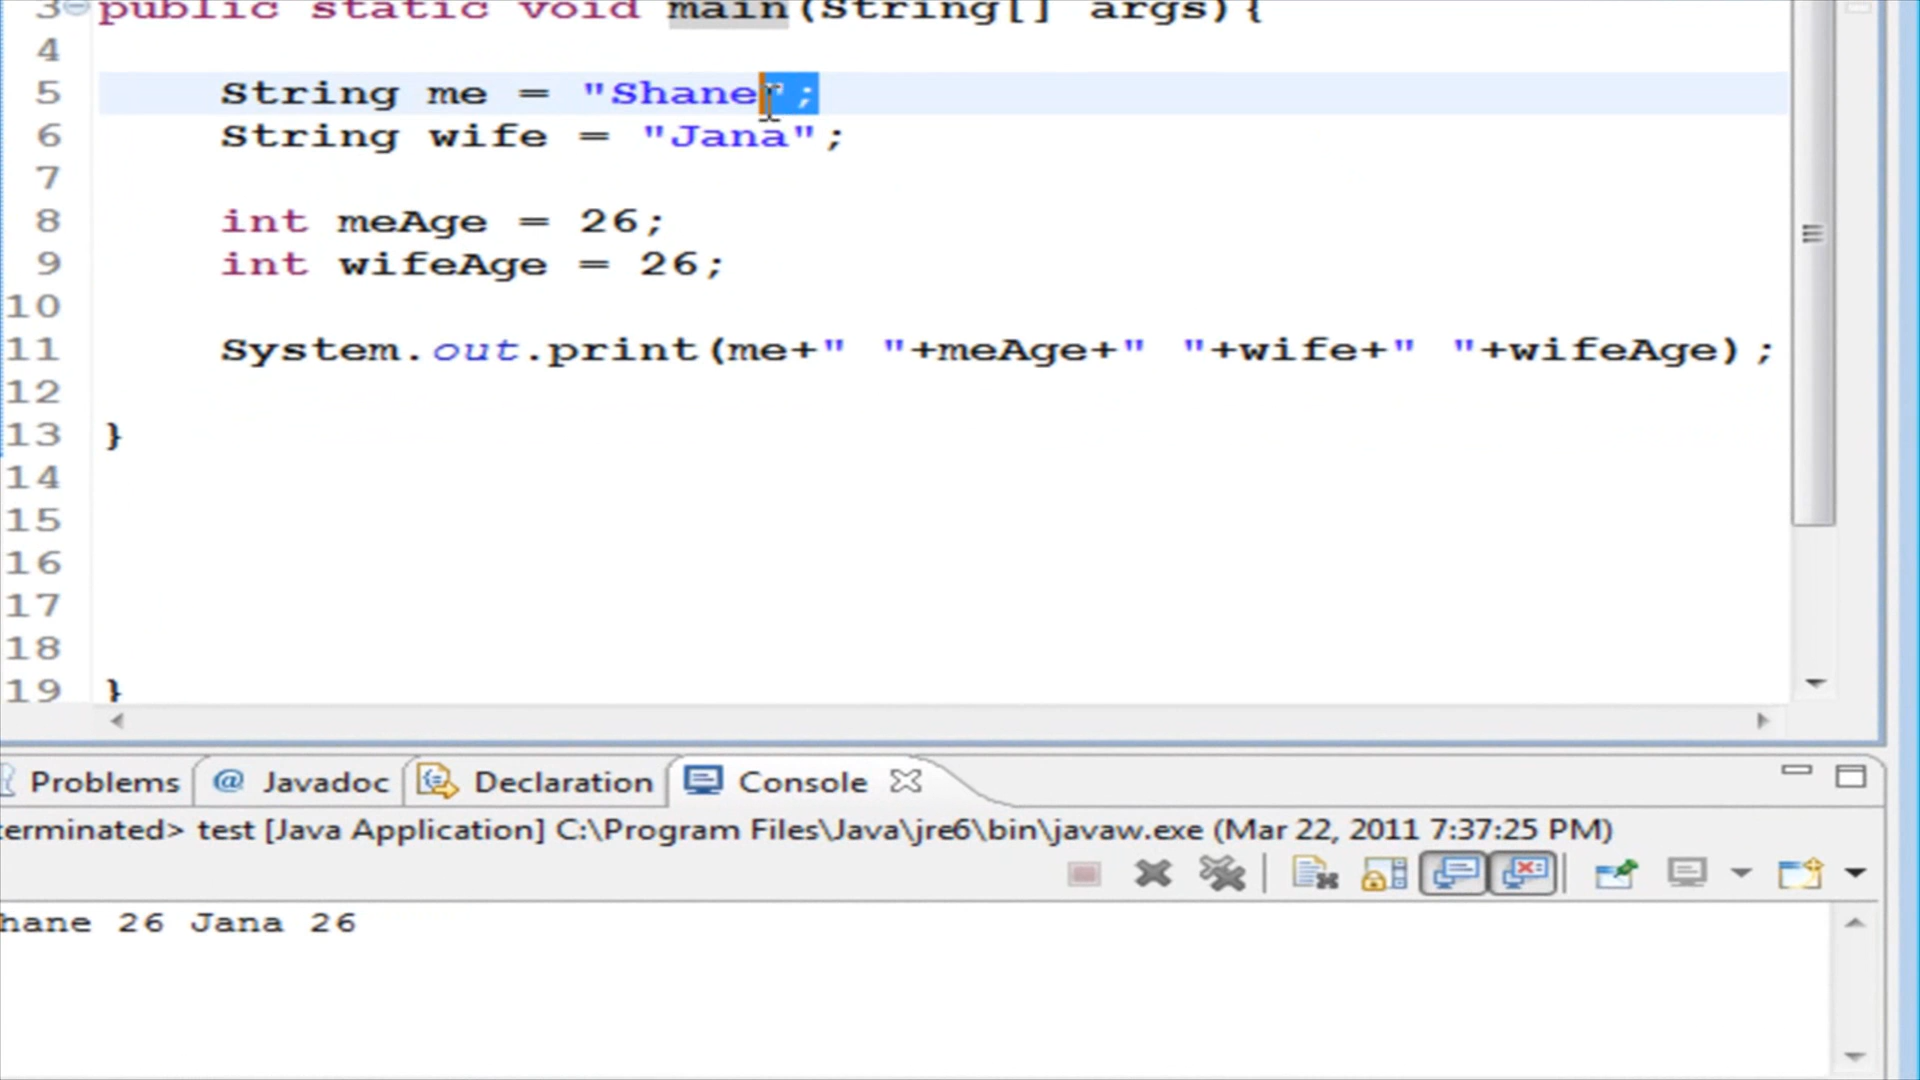 3 public static void main(String[] args){
4
5 String me = "Shane";
6 String wife = "Jana";
7
8 int meAge = 26;
9 int wifeAge = 26;
10
11 System.out.print(me+" "+meAge+" "+wife+" "+wifeAge);
12
13 }
14
15
16
17
18
19 }
Problems @ Javadoc Declaration Console
erminated> test [Java Application] C:\Program Files\Java\jre6\bin\javaw.exe (Mar 22, 2011 7:37:25 PM)
hane 26 Jana 26